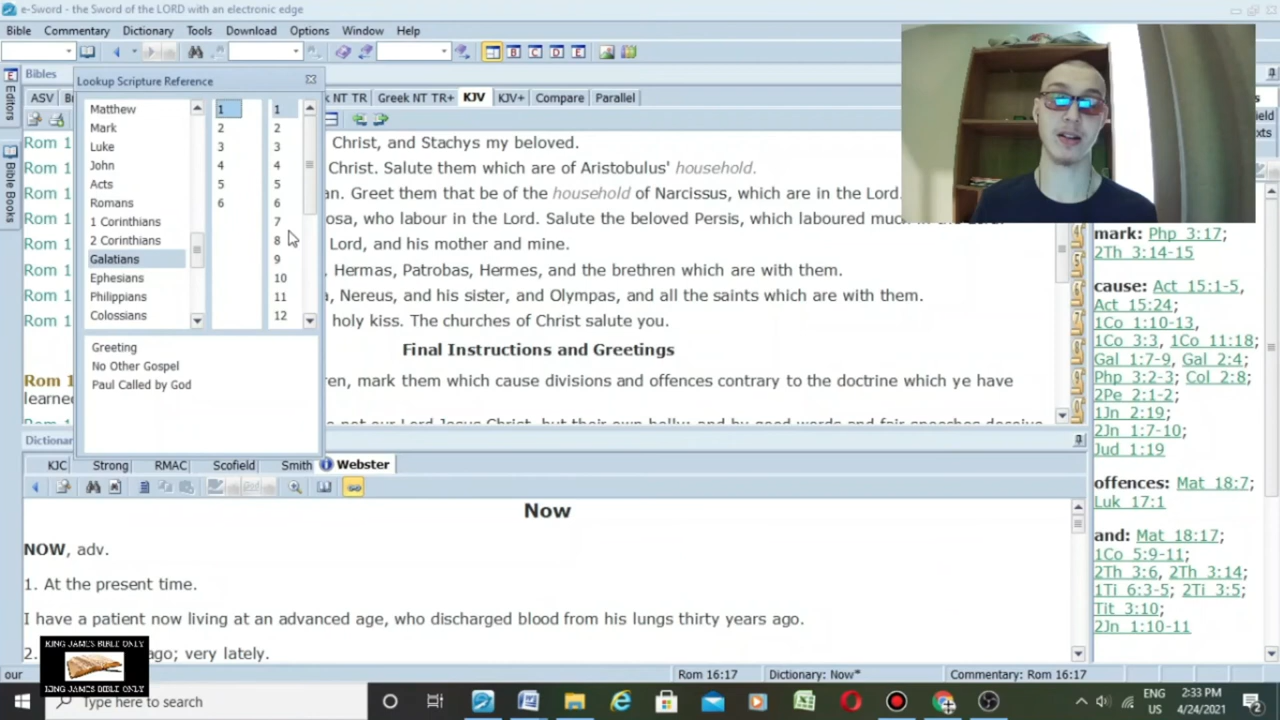 e-Sword - the Sword of the LORD with an electronic edge
Bible Commentary Dictionary Tools Download Options Window Help
B C D E
Bibles
Lookup Scripture Reference
Editors
Bible Books
ASV
NT TR Greek NT TR+ KJV KJV+ Compare Parallel
Matthew 1 1
Mark 2 2
Luke 3 3
John 4 4
Acts 5 5
Romans 6 6
1 Corinthians 7
2 Corinthians 8
Galatians 9
Ephesians 10
Philippians 11
Colossians 12
Greeting
No Other Gospel
Paul Called by God
Rom 1 Christ, and Stachys my beloved.
Rom 1 Christ. Salute them which are of Aristobulus' household.
Rom 1 an. Greet them that be of the household of Narcissus, which are in the Lord.
Rom 1 osa, who labour in the Lord. Salute the beloved Persis, which laboured much
Rom 1 Lord, and his mother and mine.
Rom 1 , Hermas, Patrobas, Hermes, and the brethren which are with them.
Rom 1 a, Nereus, and his sister, and Olympas, and all the saints which are with them.
Rom 1 holy kiss. The churches of Christ salute you.
Final Instructions and Greetings
Rom 1 ren, mark them which cause divisions and offences contrary to the doctrine which ye have
learned
mark: Php 3:17;
2Th 3:14-15
cause: Act 15:1-5,
Act 15:24;
1Co 1:10-13,
1Co 3:3, 1Co 11:18;
Gal 1:7-9, Gal 2:4;
Php 3:2-3; Col 2:8;
2Pe 2:1-2;
1Jn 2:19;
2Jn 1:7-10;
Jud 1:19
offences: Mat 18:7;
Luk 17:1
and: Mat 18:17;
1Co 5:9-11;
2Th 3:6, 2Th 3:14;
1Ti 6:3-5; 2Ti 3:5;
Tit 3:10;
2Jn 1:10-11
Dictionary
KJC Strong RMAC Scofield Smith Webster
Now
NOW, adv.
1. At the present time.
I have a patient now living at an advanced age, who discharged blood from his lungs thirty years ago.
2. ago; very lately.
KING JAMES BIBLE ONLY
KING JAMES BIBLE ONLY
our Rom 16:17 Dictionary: Now* Commentary: Rom 16:17
Type here to search
ENG
US
2:33 PM
4/24/2021
2